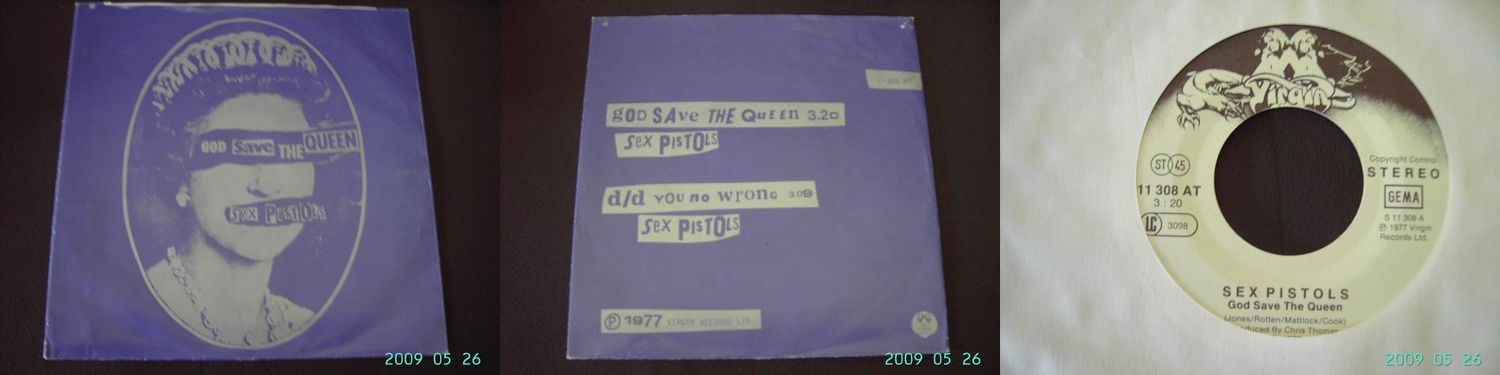 GOD Save THE QUEEN
SEX PISTOLS
2009 05 26
11 308 AT
gOD SAve THE QuEEn 3.20
SEX PISTOLS
d/d YOU no wrong 3.09
SEX PISTOLS
℗ 1977 VIRGIN RECORDS LTD.
2009 05 26
Virgin
ST 45
11 308 AT
3 : 20
LC 3098
Copyright Control
STEREO
GEMA
S 11 308 A
℗ 1977 Virgin
Records Ltd.
SEX PISTOLS
God Save The Queen
(Jones/Rotten/Mattlock/Cook)
duced By Chris Thomas
2009 05 26